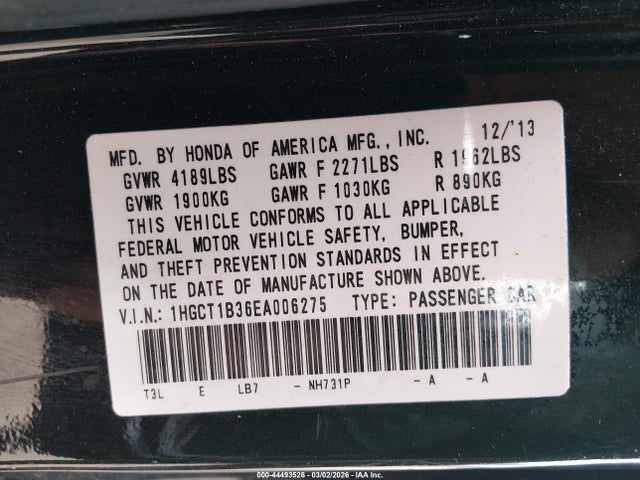 MFD. BY HONDA OF AMERICA MFG., INC. 12/'13
GVWR 4189LBS GAWR F 2271LBS R 1962LBS
GVWR 1900KG GAWR F 1030KG R 890KG
THIS VEHICLE CONFORMS TO ALL APPLICABLE
FEDERAL MOTOR VEHICLE SAFETY, BUMPER,
AND THEFT PREVENTION STANDARDS IN EFFECT
ON THE DATE OF MANUFACTURE SHOWN ABOVE.
V.I.N.: 1HGCT1B36EA006275 TYPE: PASSENGER CAR
T3L E LB7 - NH731P - A - A
000-44493526 - 03/02/2026 - IAA Inc.